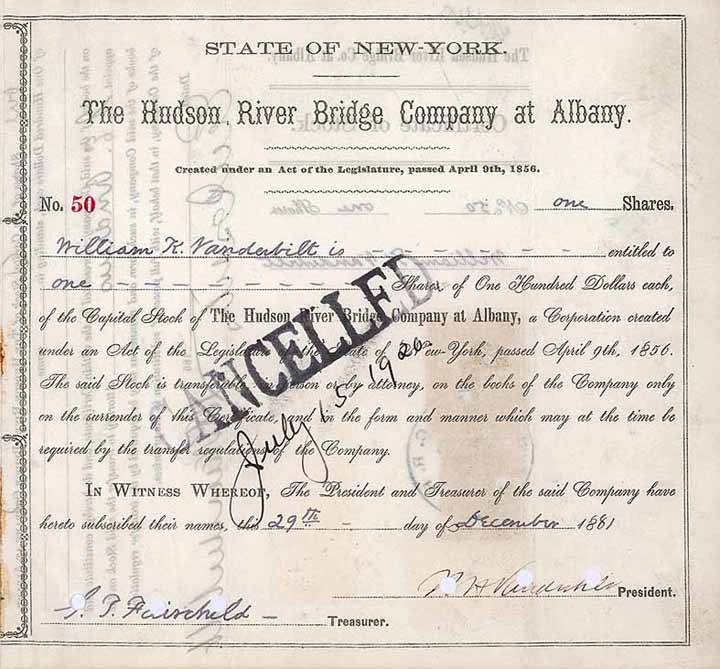 STATE OF NEW-YORK.
The Hudson River Bridge Company at Albany.
Created under an Act of the Legislature, passed April 9th, 1856.
No. 50 one Shares.
William K. Vanderbilt is entitled to
one Shares, of One Hundred Dollars each,
of the Capital Stock of The Hudson River Bridge Company at Albany, a Corporation created
under an Act of the Legislature of the State of New-York, passed April 9th, 1856.
The said Stock is transferable in person or by attorney, on the books of the Company only
on the surrender of this Certificate, and in the form and manner which may at the time be
required by the transfer regulations of the Company.
CANCELLED
July 15 1920
In Witness Whereof, The President and Treasurer of the said Company have
hereto subscribed their names, this 29th day of December 1881
W H Vanderbilt President.
Treasurer.